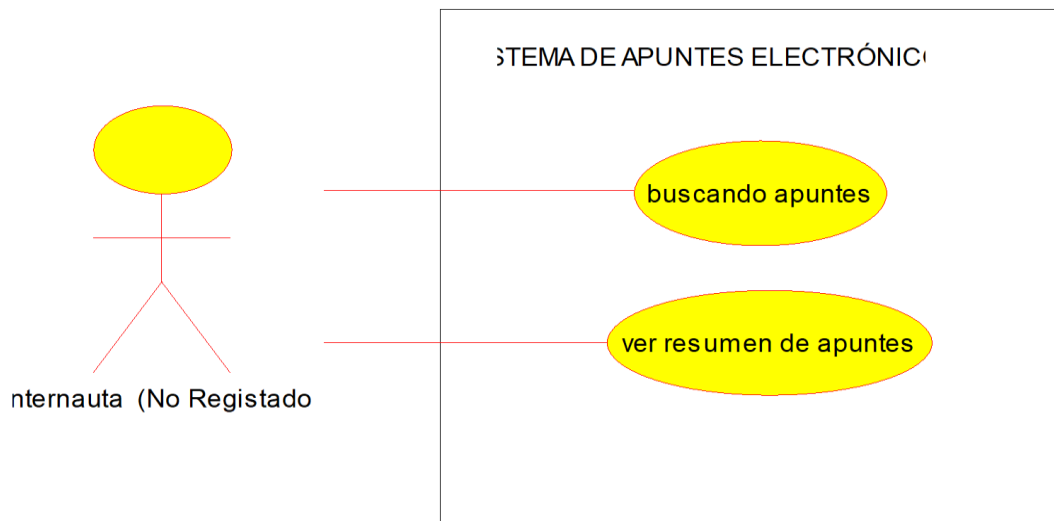 STEMA DE APUNTES ELECTRÓNIC
buscando apuntes
ver resumen de apuntes
nternauta (No Registado